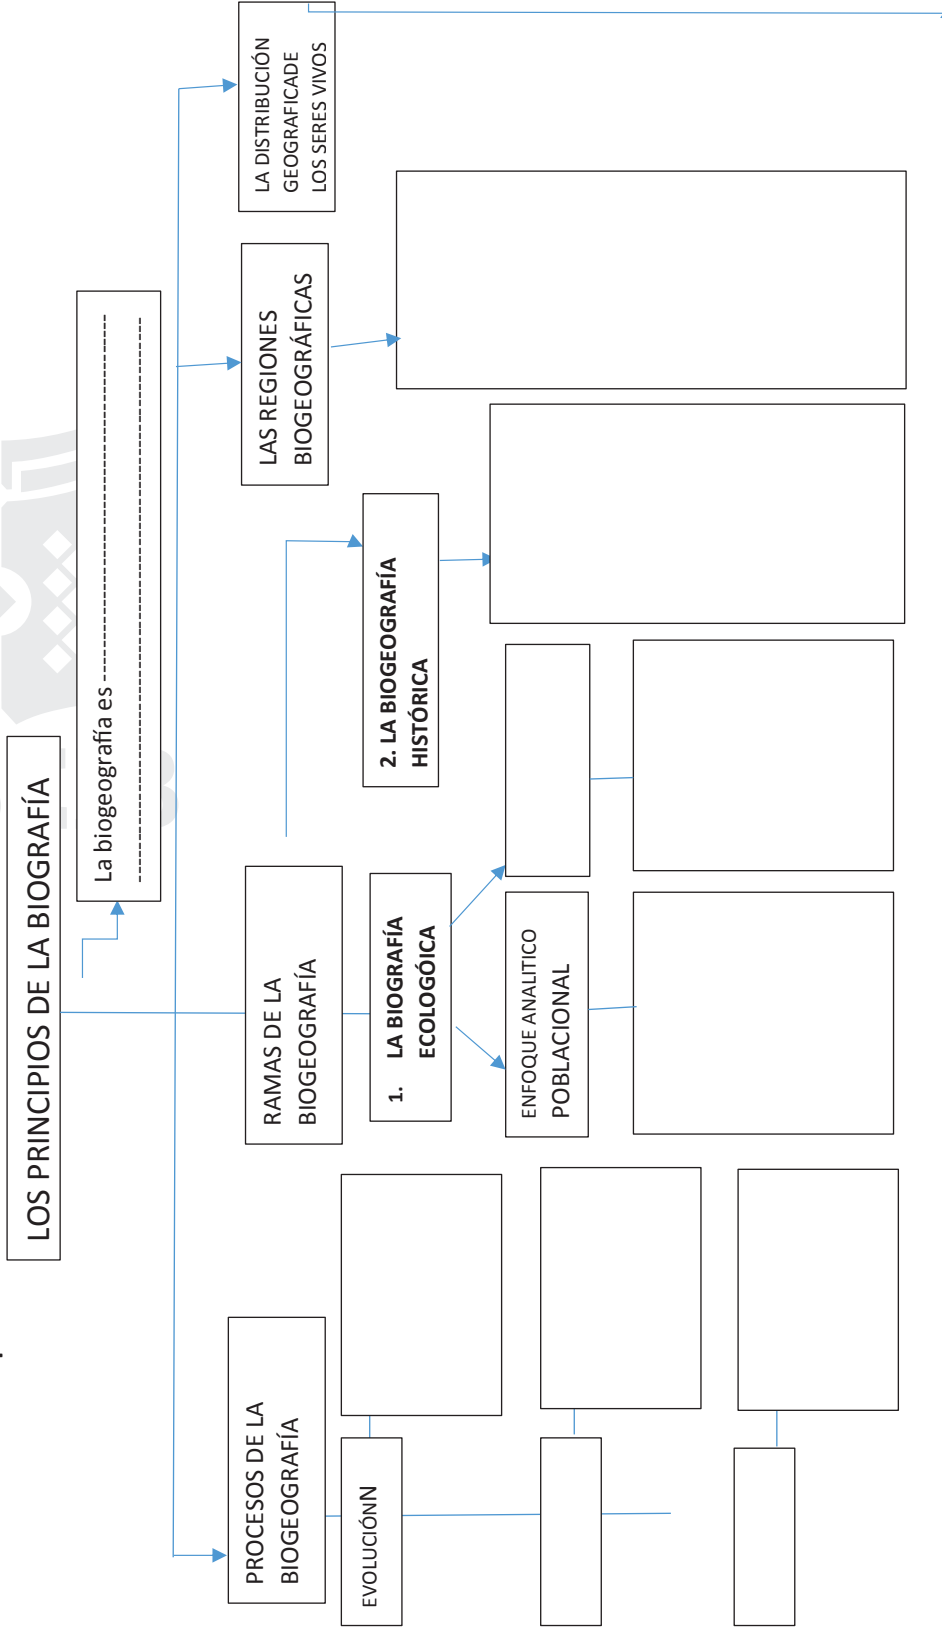 LOS PRINCIPIOS DE LA BIOGRAFÍA
La biogeografía es ------------------------------------------------
------------------------------------------------------------------------
PROCESOS DE LA
BIOGEOGRAFÍA
EVOLUCIÓNN
RAMAS DE LA
BIOGEOGRAFÍA
1. LA BIOGRAFÍA
ECOLOGÓICA
ENFOQUE ANALITICO
POBLACIONAL
2. LA BIOGEOGRAFÍA
HISTÓRICA
LAS REGIONES
BIOGEOGRÁFICAS
LA DISTRIBUCIÓN
GEOGRAFICADE
LOS SERES VIVOS